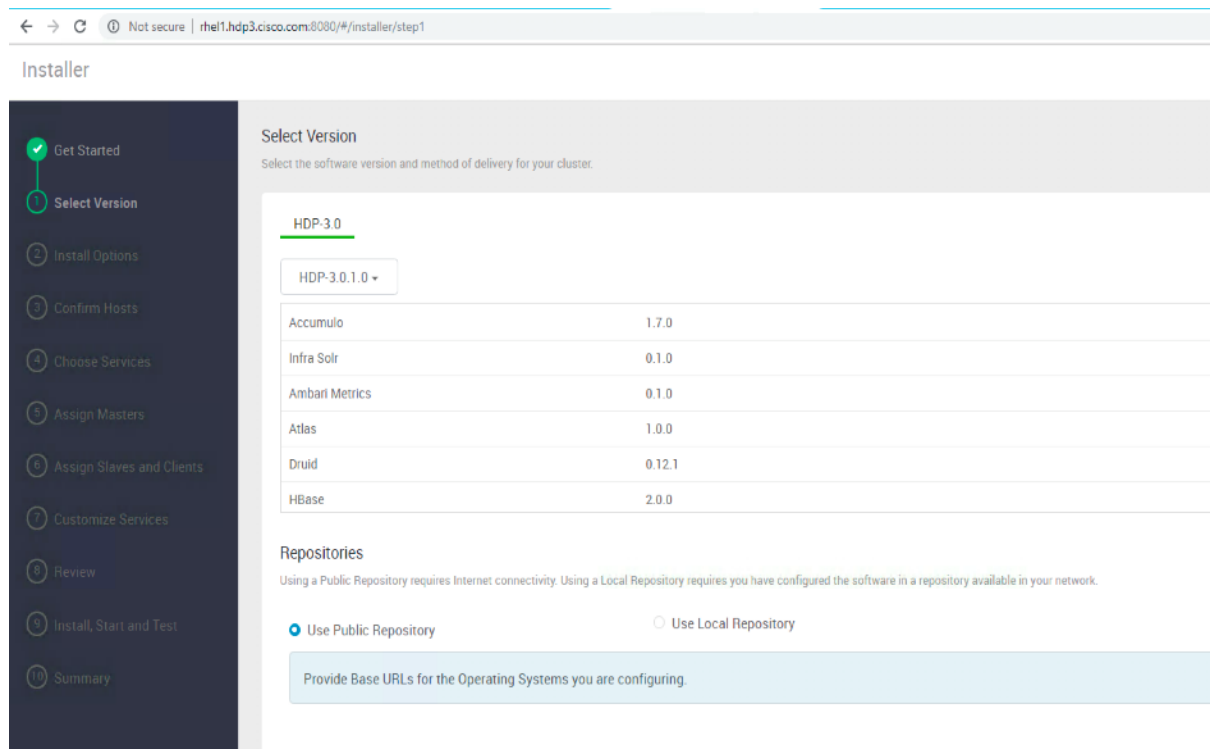 Not secure | rhel1.hdp3.cisco.com:8080/#/installer/step1
Installer
Get Started
1 Select Version
2 Install Options
3 Confirm Hosts
4 Choose Services
5 Assign Masters
6 Assign Slaves and Clients
7 Customize Services
8 Review
9 Install, Start and Test
10 Summary
Select Version
Select the software version and method of delivery for your cluster.
HDP-3.0
HDP-3.0.1.0
Accumulo 1.7.0
Infra Solr 0.1.0
Ambari Metrics 0.1.0
Atlas 1.0.0
Druid 0.12.1
HBase 2.0.0
Repositories
Using a Public Repository requires Internet connectivity. Using a Local Repository requires you have configured the software in a repository available in your network.
Use Public Repository Use Local Repository
Provide Base URLs for the Operating Systems you are configuring.